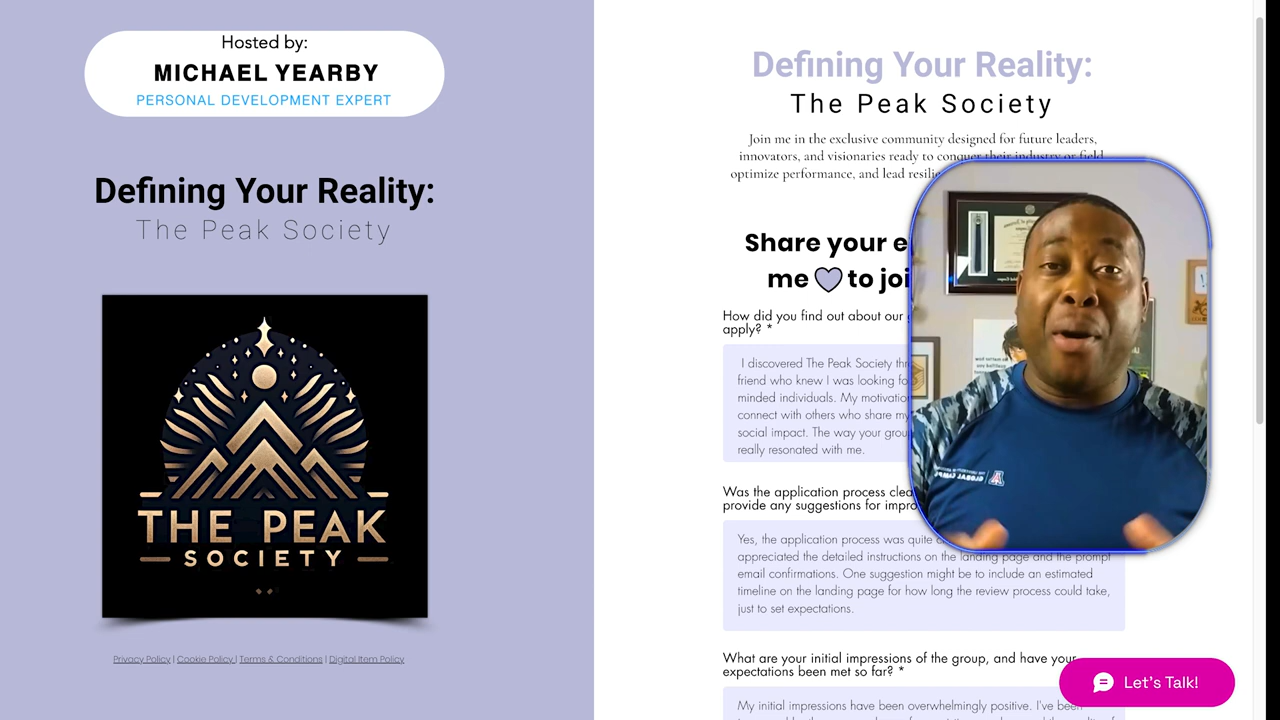 Hosted by:
MICHAEL YEARBY
PERSONAL DEVELOPMENT EXPERT
Defining Your Reality:
The Peak Society
THE PEAK
SOCIETY
Privacy Policy | Cookie Policy | Terms & Conditions | Digital Item Policy
Defining Your Reality:
The Peak Society
Join me in the exclusive community designed for future leaders,
innovators, and visionaries ready to conquer their industry or field
optimize performance, and lead
Share your
me 💜 to
How did you find out about our
apply? *
I discovered The Peak Society
friend who knew I was looking
minded individuals. My motivation
connect with others who share my
social impact. The way your
really resonated with me.
Was the application process
provide any suggestions for
Yes, the application process was quite
appreciated the detailed instructions on the landing page and the prompt
email confirmations. One suggestion might be to include an estimated
timeline on the landing page for how long the review process could take,
just to set expectations.
What are your initial impressions of the group, and have your
expectations been met so far? *
My initial impressions have been overwhelmingly positive. I've been
GLOBAL CAMPUS
Let's Talk!